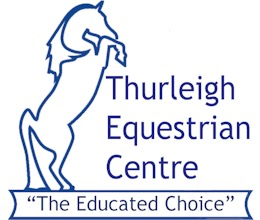 Thurleigh
Equestrian
Centre
“The Educated Choice”